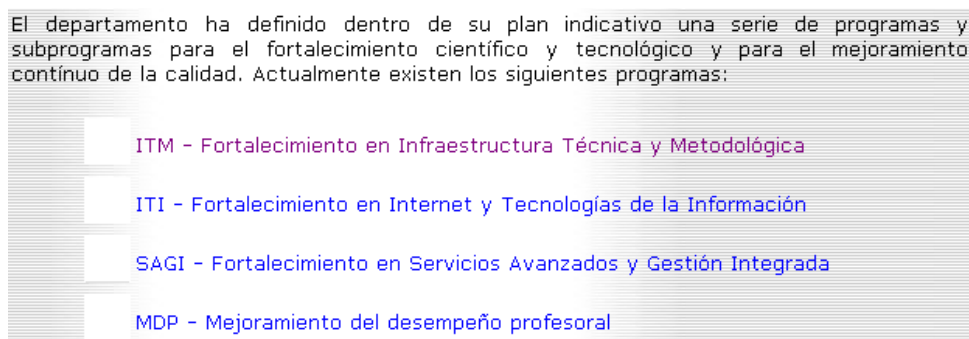 El departamento ha definido dentro de su plan indicativo una serie de programas y
subprogramas para el fortalecimiento científico y tecnológico y para el mejoramiento
contínuo de la calidad. Actualmente existen los siguientes programas:
ITM – Fortalecimiento en Infraestructura Técnica y Metodológica
ITI – Fortalecimiento en Internet y Tecnologías de la Información
SAGI – Fortalecimiento en Servicios Avanzados y Gestión Integrada
MDP – Mejoramiento del desempeño profesoral